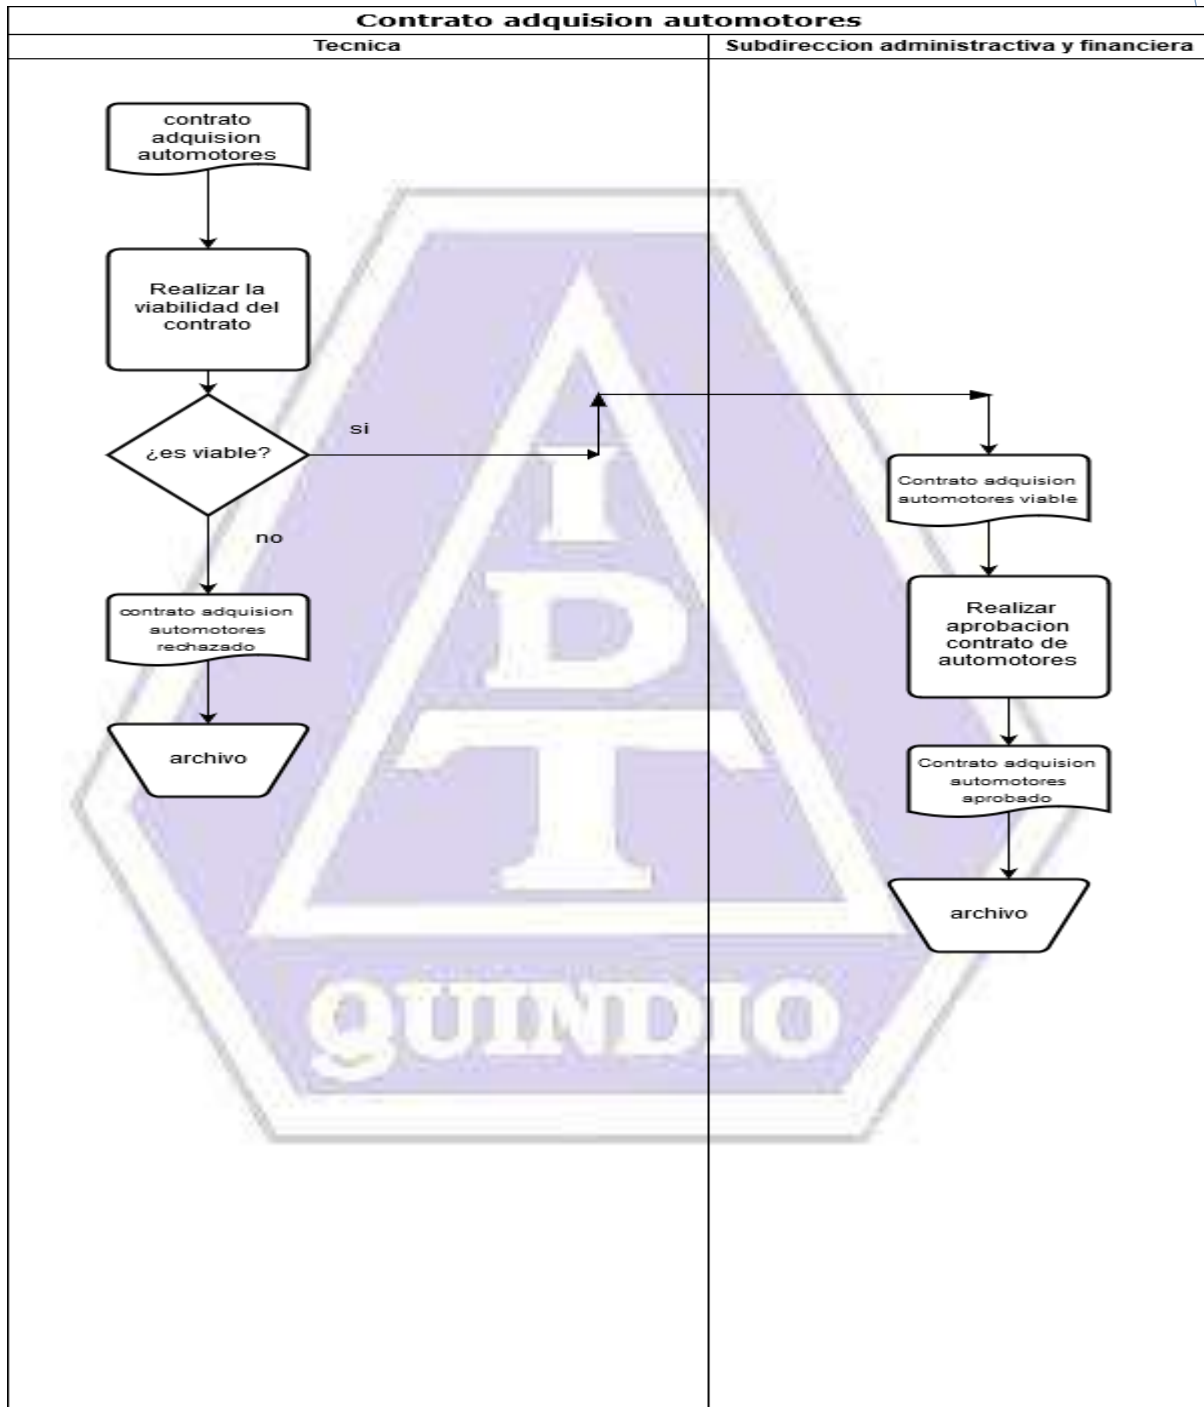 Contrato adquision automotores
Tecnica
Subdireccion administractiva y financiera
contrato
adquision
automotores
Realizar la
viabilidad del
contrato
¿es viable?
si
no
contrato adquision
automotores
rechazado
archivo
Contrato adquision
automotores viable
Realizar
aprobacion
contrato de
automotores
Contrato adquision
automotores
aprobado
archivo
I
D
T
QUINDIO